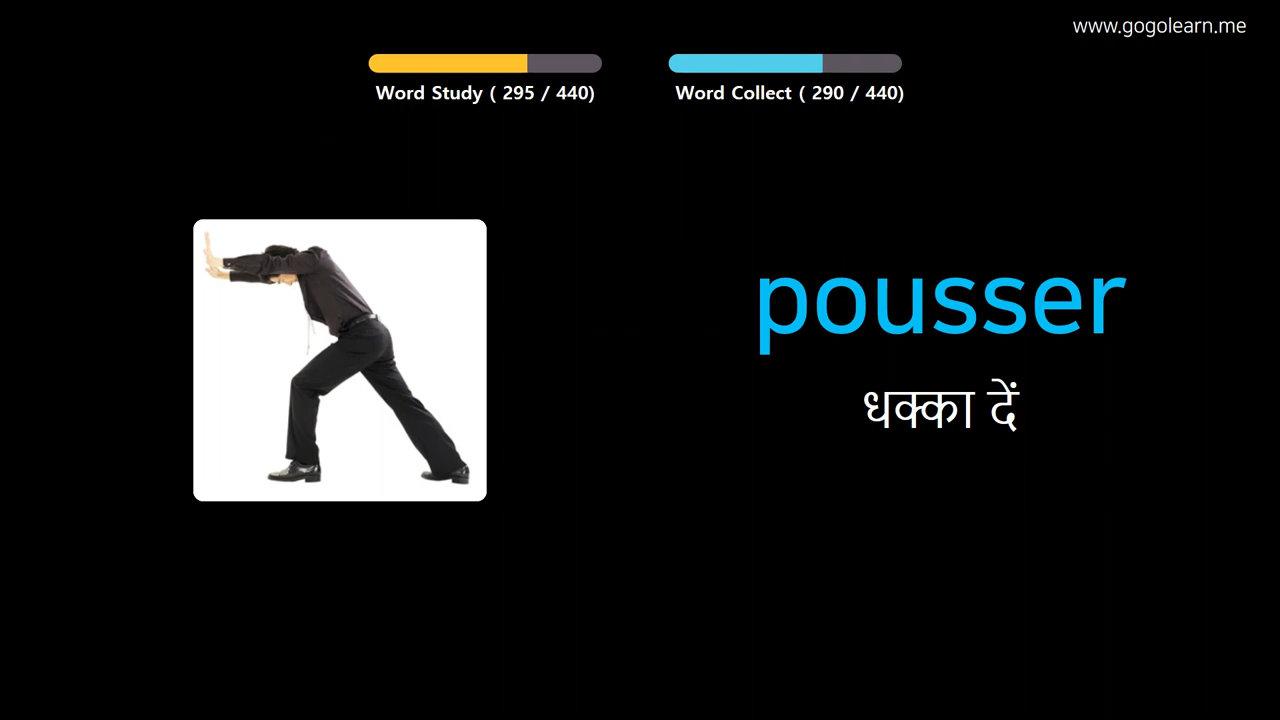 www.gogolearn.me
Word Study ( 295 / 440)
Word Collect ( 290 / 440)
pousser
धक्का दें